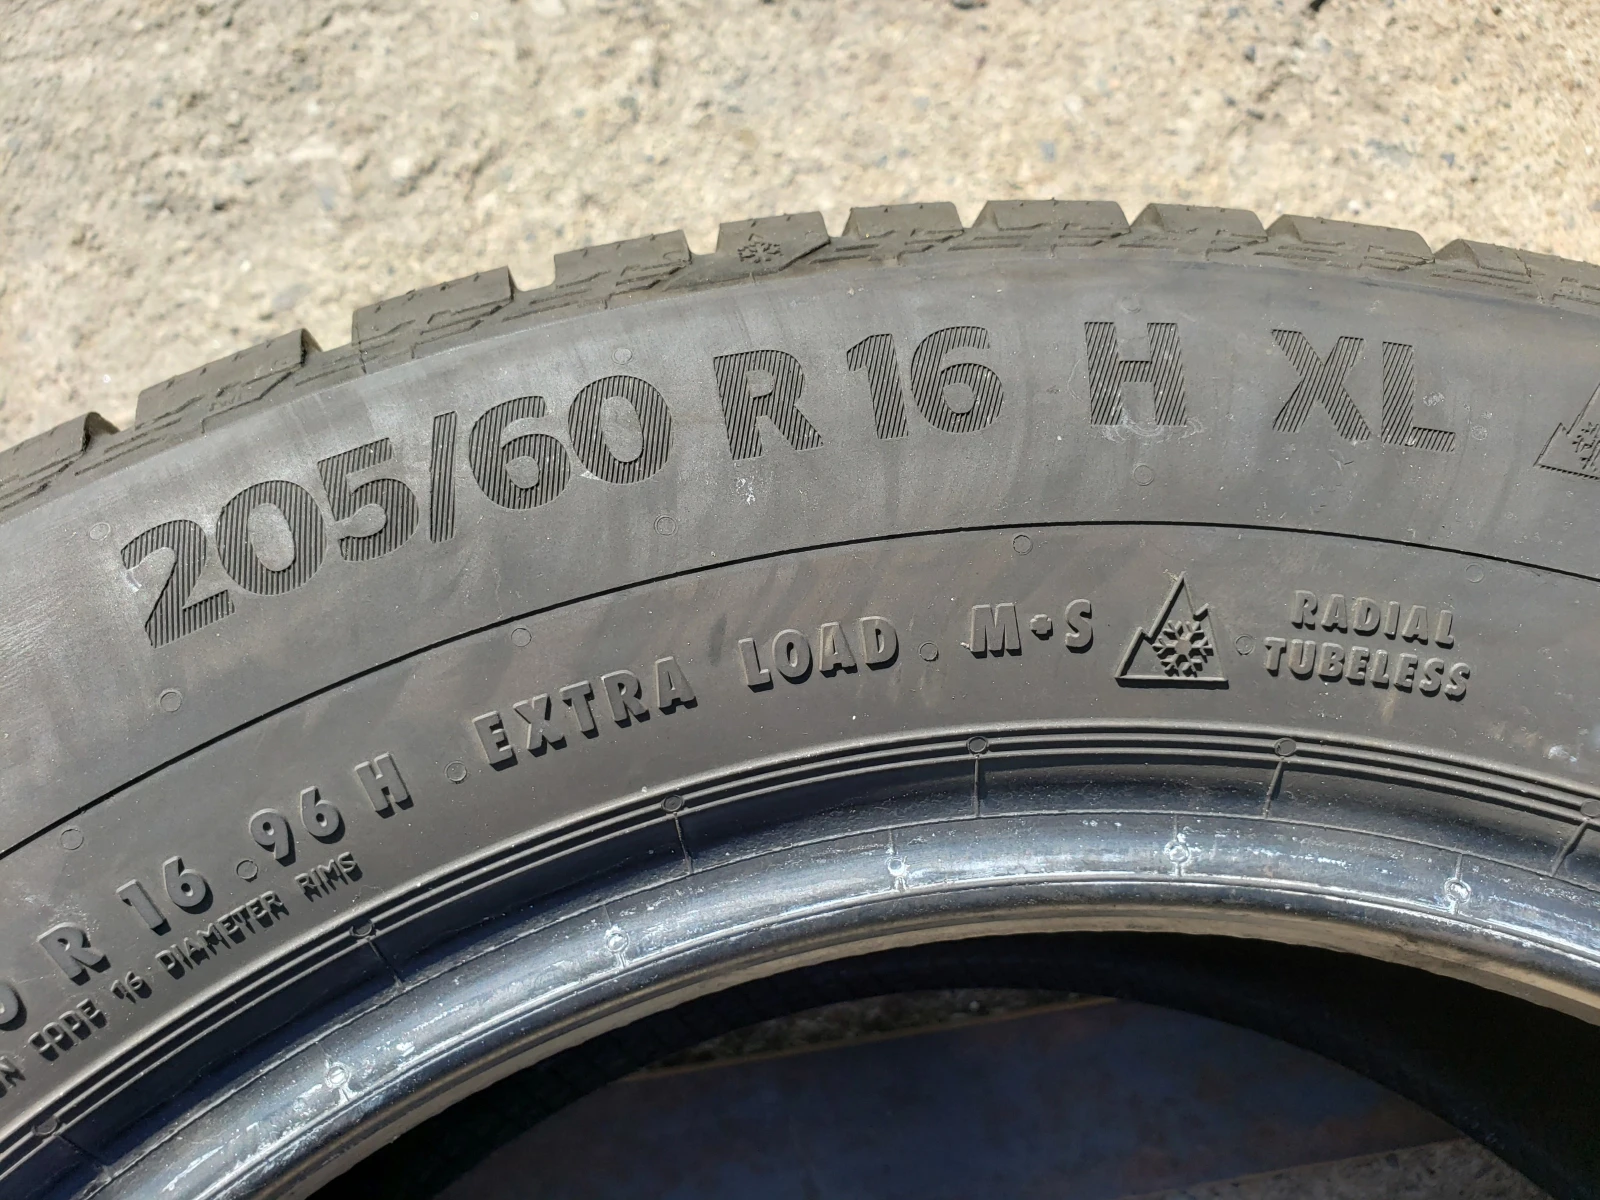 205/60 R 16 H XL
R 16 96 H EXTRA LOAD M•S RADIAL
TUBELESS
16 DIAMETER RIMS